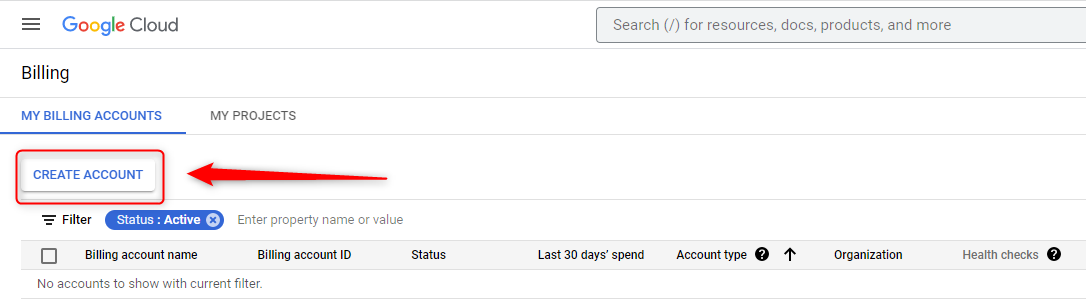 Google Cloud
Search (/) for resources, docs, products, and more
Billing
MY BILLING ACCOUNTS MY PROJECTS
CREATE ACCOUNT
Filter Status : Active Enter property name or value
Billing account name Billing account ID Status Last 30 days’ spend Account type ? Organization Health checks ?
No accounts to show with current filter.